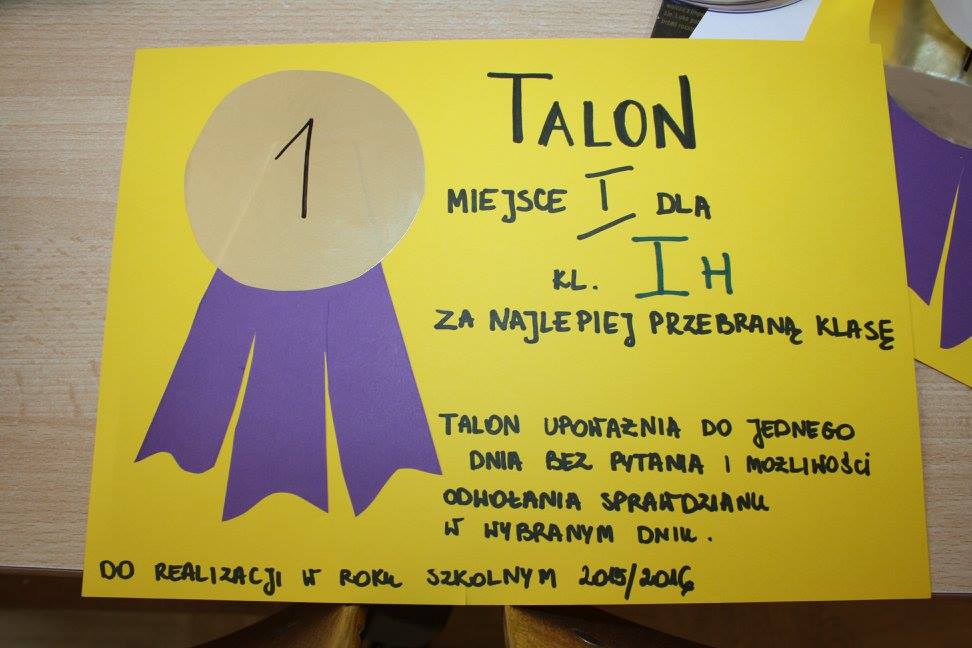 1
TALON
MIEJSCE I DLA
KL. I H
ZA NAJLEPIEJ PRZEBRANĄ KLASĘ
TALON UPOWAŻNIA DO JEDNEGO
DNIA BEZ PYTANIA I MOŻLIWOŚCI
ODWOŁANIA SPRAWDZIANU
W WYBRANYM DNIU.
DO REALIZACJI W ROKU SZKOLNYM 2015/2016